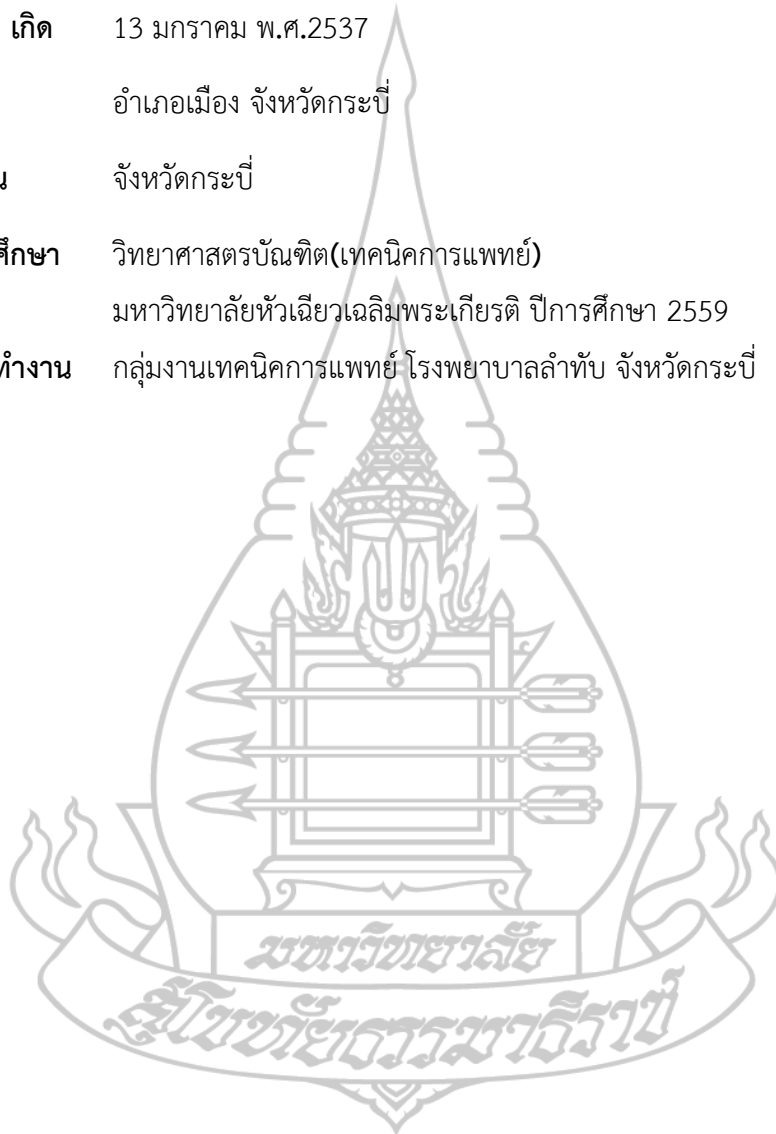 เกิด 13 มกราคม พ.ศ.2537
อำเภอเมือง จังหวัดกระบี่
จังหวัดกระบี่
ศึกษา วิทยาศาสตรบัณฑิต(เทคนิคการแพทย์)
มหาวิทยาลัยหัวเฉียวเฉลิมพระเกียรติ ปีการศึกษา 2559
ทำงาน กลุ่มงานเทคนิคการแพทย์ โรงพยาบาลลำทับ จังหวัดกระบี่
มหาวิทยาลัย
สุโขทัยธรรมาธิราช